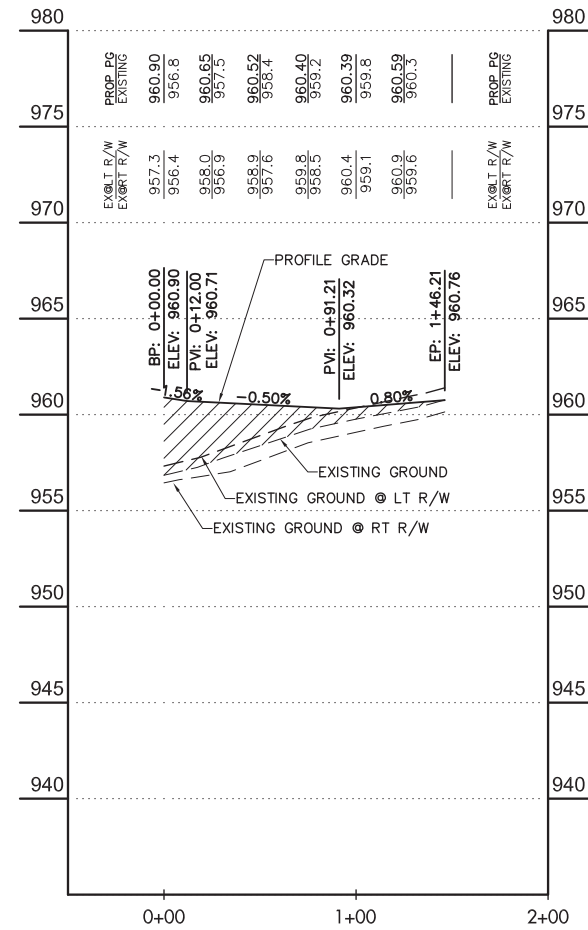 980 980
PROP PG 960.90 960.65 960.52 960.40 960.39 960.59 PROP PG
EXISTING 956.8 957.5 958.4 959.2 959.8 960.3 EXISTING
975 975
EX@LT R/W 957.3 958.0 958.9 959.8 960.4 960.9 EX@LT R/W
EX@RT R/W 956.4 956.9 957.6 958.5 959.1 959.6 EX@RT R/W
970 970
PROFILE GRADE
BP: 0+00.00
ELEV: 960.90
PVI: 0+12.00
ELEV: 960.71
PVI: 0+91.21
ELEV: 960.32
EP: 1+46.21
ELEV: 960.76
965 965
-1.56% -0.50% 0.80%
960 960
EXISTING GROUND
EXISTING GROUND @ LT R/W
955 955
EXISTING GROUND @ RT R/W
950 950
945 945
940 940
0+00 1+00 2+00